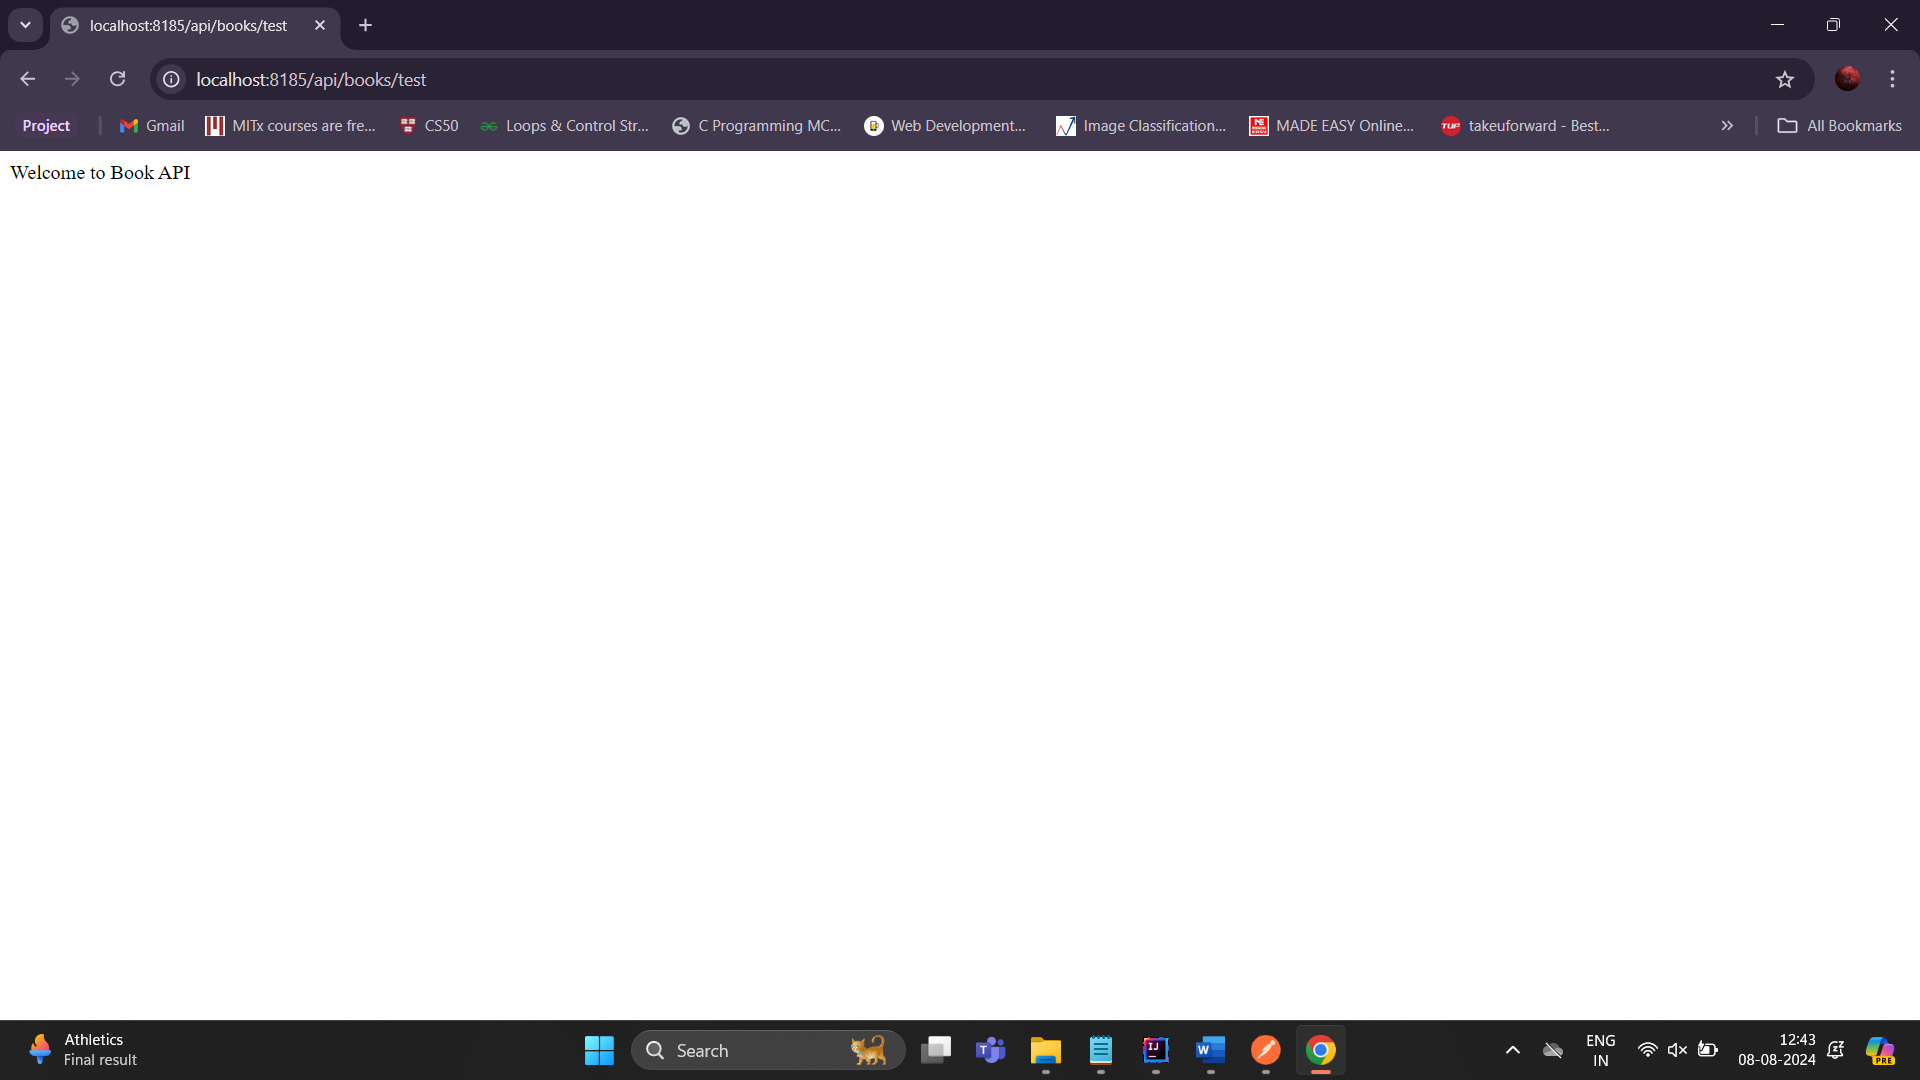 localhost:8185/api/books/test
localhost:8185/api/books/test
Project
Gmail
MITx courses are fre...
CS50
Loops & Control Str...
C Programming MC...
Web Development...
Image Classification...
MADE EASY Online...
TUF
takeuforward - Best...
All Bookmarks
Welcome to Book API
Athletics
Final result
Search
ENG
IN
12:43
08-08-2024
PRE